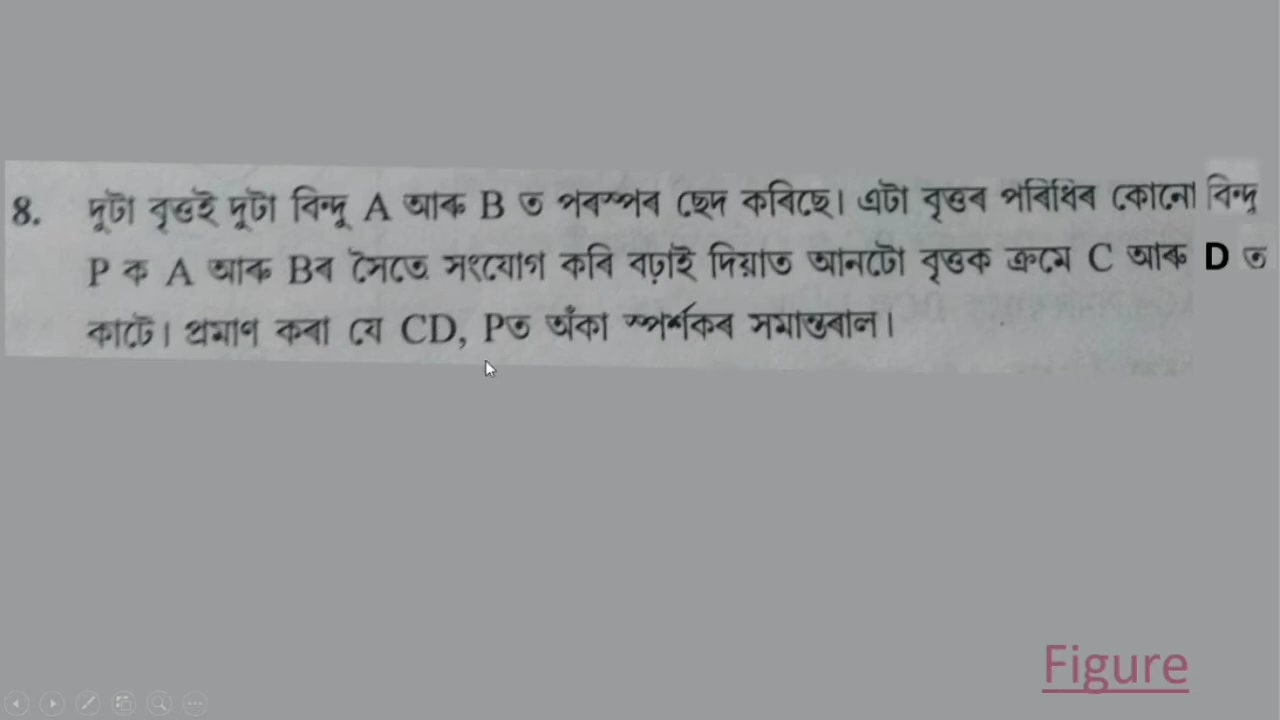 8. দুটা বৃত্তই দুটা বিন্দু A আৰু B ত পৰস্পৰ ছেদ কৰিছে। এটা বৃত্তৰ পৰিধিৰ কোনো বিন্দু
P ক A আৰু Bৰ সৈতে সংযোগ কৰি বঢ়াই দিয়াত আনটো বৃত্তক ক্ৰমে C আৰু D ত
কাটে। প্ৰমাণ কৰা যে CD, Pত অঁকা স্পৰ্শকৰ সমান্তৰাল।
Figure